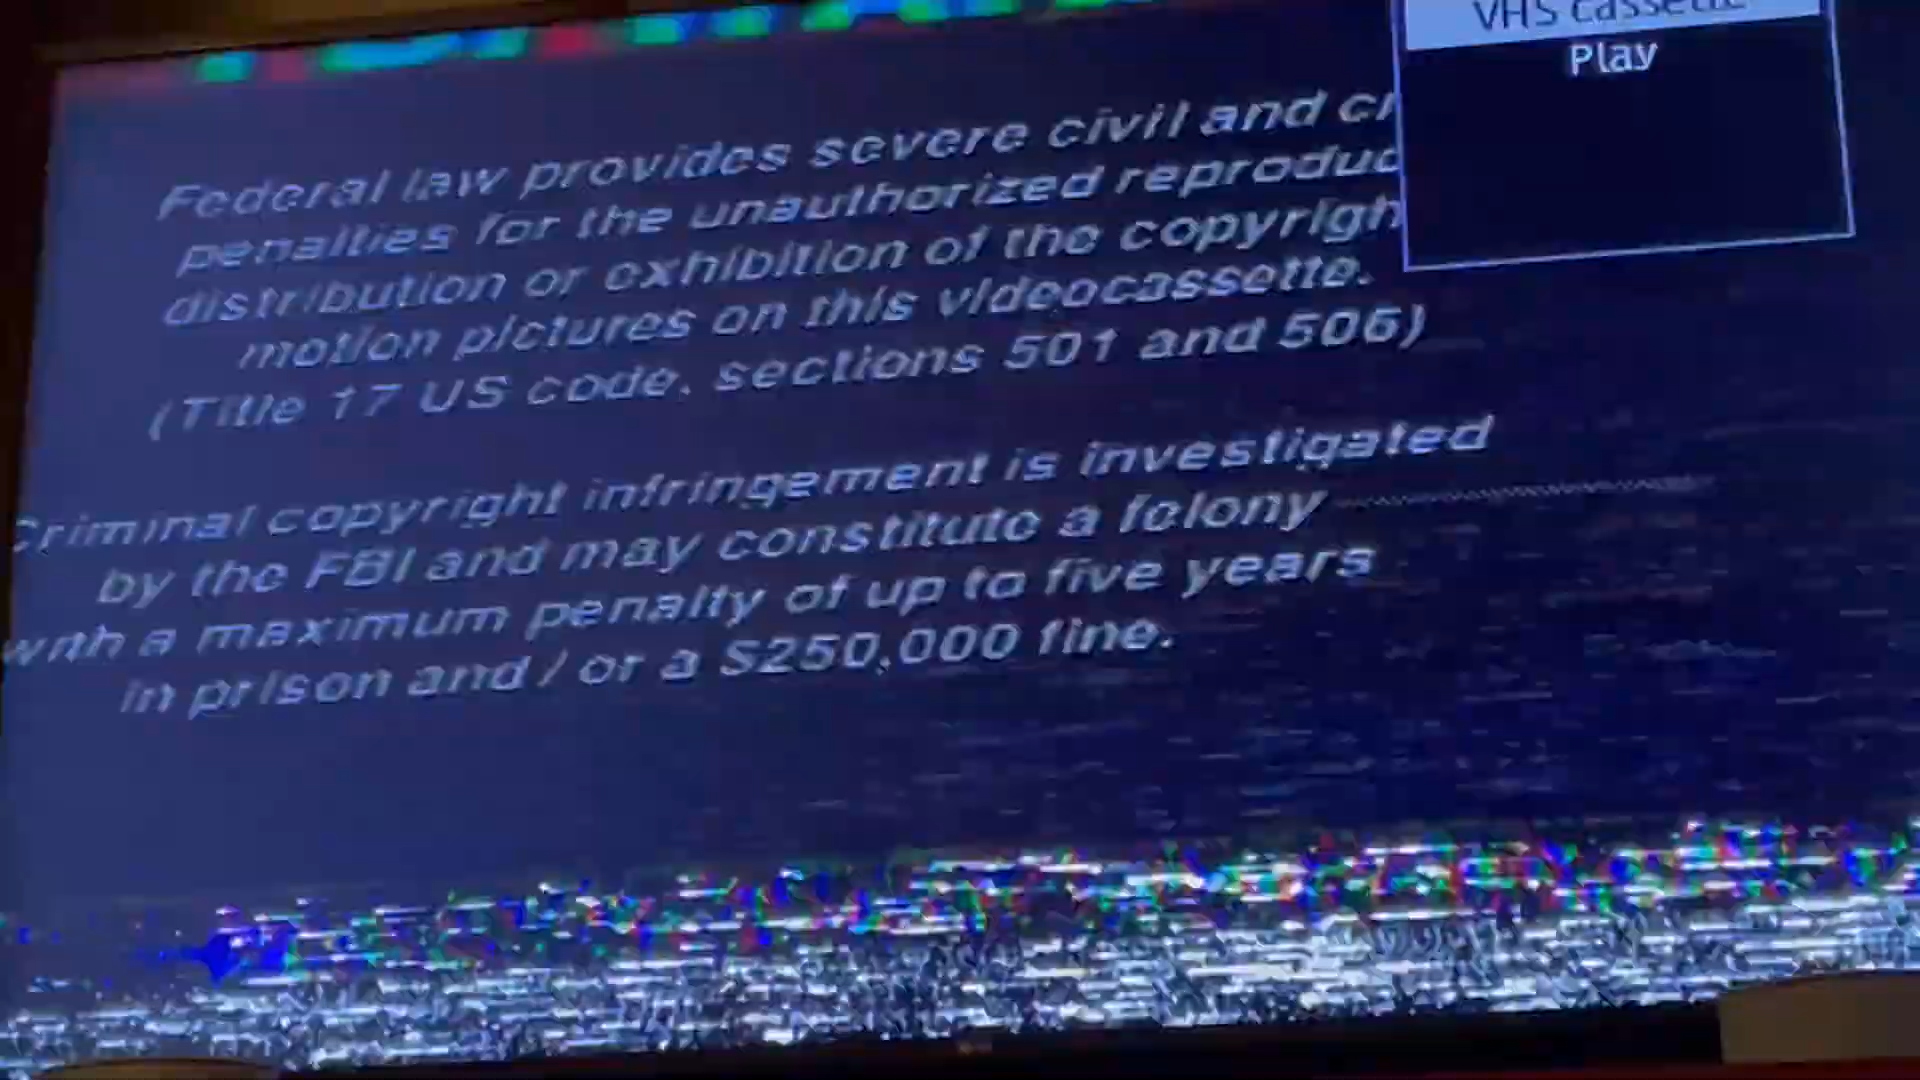 VHS cassette
Play
Federal law provides severe civil and cr
penalties for the unauthorized reproduc
distribution or exhibition of the copyrigh
motion pictures on this videocassette.
(Title 17 US code, sections 501 and 506)
Criminal copyright infringement is investigated
by the FBI and may constitute a felony
with a maximum penalty of up to five years
in prison and / or a $250,000 fine.